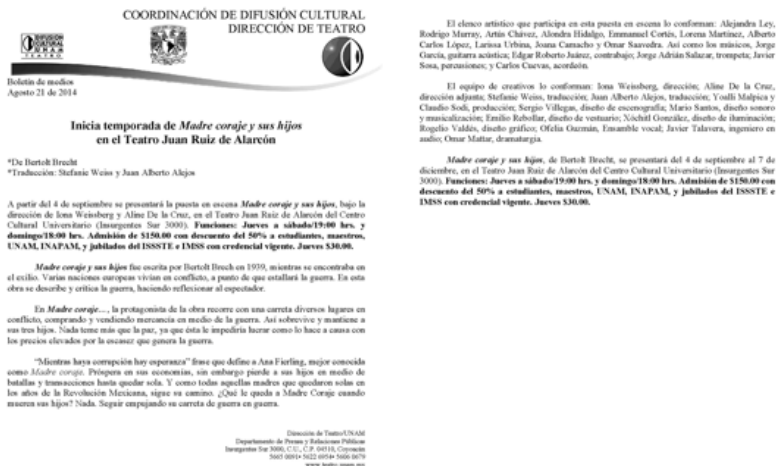 COORDINACIÓN DE DIFUSIÓN CULTURAL
DIRECCIÓN DE TEATRO
DIFUSIÓN
CULTURAL
UNAM
TEATRO
Boletín de medios
Agosto 21 de 2014
Inicia temporada de Madre coraje y sus hijos
en el Teatro Juan Ruiz de Alarcón
*De Bertolt Brecht
*Traducción: Stefanie Weiss y Juan Alberto Alejos
A partir del 4 de septiembre se presentará la puesta en escena Madre coraje y sus hijos, bajo la
dirección de Iona Weissberg y Aline De la Cruz, en el Teatro Juan Ruiz de Alarcón del Centro
Cultural Universitario (Insurgentes Sur 3000). Funciones: Jueves a sábado/19:00 hrs. y
domingo/18:00 hrs. Admisión de $150.00 con descuento del 50% a estudiantes, maestros,
UNAM, INAPAM, y jubilados del ISSSTE e IMSS con credencial vigente. Jueves $30.00.
Madre coraje y sus hijos fue escrita por Bertolt Brech en 1939, mientras se encontraba en
el exilio. Varias naciones europeas vivían en conflicto, a punto de que estallará la guerra. En esta
obra se describe y critica la guerra, haciendo reflexionar al espectador.
En Madre coraje…, la protagonista de la obra recorre con una carreta diversos lugares en
conflicto, comprando y vendiendo mercancía en medio de la guerra. Así sobrevive y mantiene a
sus tres hijos. Nada teme más que la paz, ya que ésta le impediría lucrar como lo hace a causa con
los precios elevados por la escasez que genera la guerra.
"Mientras haya corrupción hay esperanza" frase que define a Ana Fierling, mejor conocida
como Madre coraje. Próspera en sus economías, sin embargo pierde a sus hijos en medio de
batallas y transacciones hasta quedar sola. Y como todas aquellas madres que quedaron solas en
los años de la Revolución Mexicana, sigue su camino. ¿Qué le queda a Madre Coraje cuando
mueren sus hijos? Nada. Seguir empujando su carreta de guerra en guerra.
Dirección de Teatro/UNAM
Departamento de Prensa y Relaciones Públicas
Insurgentes Sur 3000, C.U., C.P. 04510, Coyoacán
www.teatro.unam.mx
El elenco artístico que participa en esta puesta en escena lo conforman: Alejandra Ley,
Rodrigo Murray, Artús Chávez, Alondra Hidalgo, Emmanuel Cortés, Lorena Martínez, Alberto
Carlos López, Larissa Urbina, Joana Camacho y Omar Saavedra. Así como los músicos, Jorge
García, guitarra acústica; Edgar Roberto Juárez, contrabajo; Jorge Adrián Salazar, trompeta; Javier
Sosa, percusiones; y Carlos Cuevas, acordeón.
El equipo de creativos lo conforman: Iona Weissberg, dirección; Aline De la Cruz,
dirección adjunta; Stefanie Weiss, traducción; Juan Alberto Alejos, traducción; Yoalli Malpica y
Claudio Sodi, producción; Sergio Villegas, diseño de escenografía; Mario Santos, diseño sonoro
y musicalización; Emilio Rebollar, diseño de vestuario; Xóchitl González, diseño de iluminación;
Rogelio Valdés, diseño gráfico; Ofelia Guzmán, Ensamble vocal; Javier Talavera, ingeniero en
audio; Omar Mattar, dramaturgia.
Madre coraje y sus hijos, de Bertolt Brecht, se presentará del 4 de septiembre al 7 de
diciembre, en el Teatro Juan Ruiz de Alarcón del Centro Cultural Universitario (Insurgentes Sur
3000). Funciones: Jueves a sábado/19:00 hrs. y domingo/18:00 hrs. Admisión de $150.00 con
descuento del 50% a estudiantes, maestros, UNAM, INAPAM, y jubilados del ISSSTE e
IMSS con credencial vigente. Jueves $30.00.